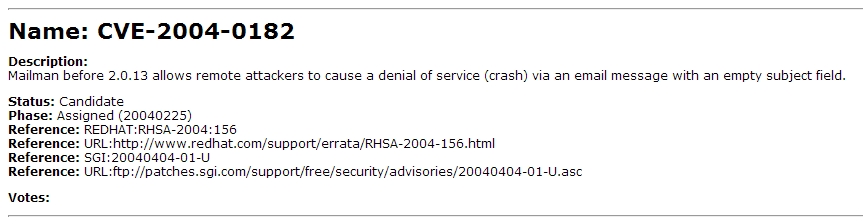 Name: CVE-2004-0182
Description:
Mailman before 2.0.13 allows remote attackers to cause a denial of service (crash) via an email message with an empty subject field.
Status: Candidate
Phase: Assigned (20040225)
Reference: REDHAT:RHSA-2004:156
Reference: URL:http://www.redhat.com/support/errata/RHSA-2004-156.html
Reference: SGI:20040404-01-U
Reference: URL:ftp://patches.sgi.com/support/free/security/advisories/20040404-01-U.asc
Votes: